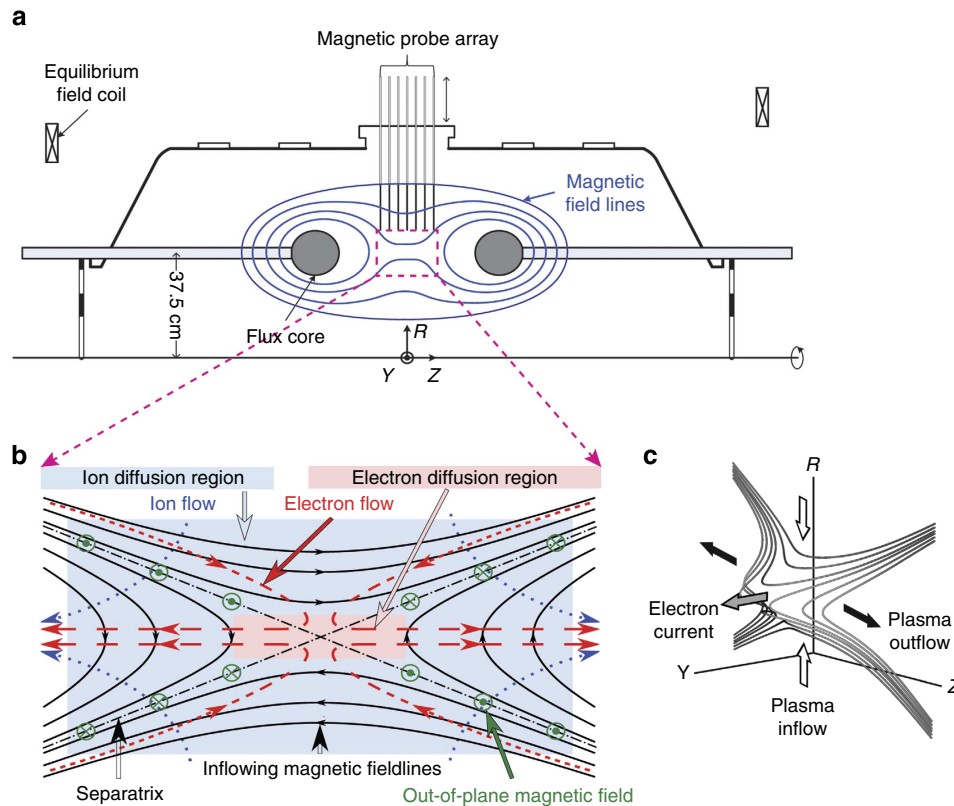 a
Magnetic probe array
Equilibrium
field coil
Magnetic
field lines
37.5 cm
Flux core
R
Y
Z
b
Ion diffusion region
Electron diffusion region
Ion flow
Electron flow
Inflowing magnetic fieldlines
Separatrix
Out-of-plane magnetic field
c
R
Electron
current
Plasma
outflow
Y
Z
Plasma
inflow